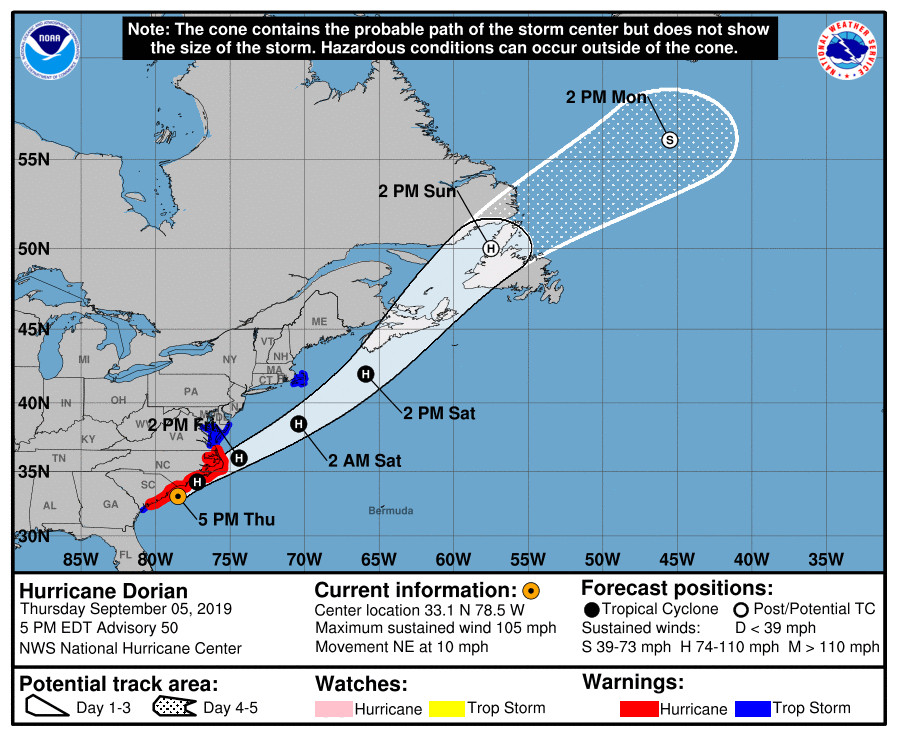 Note: The cone contains the probable path of the storm center but does not show
the size of the storm. Hazardous conditions can occur outside of the cone.
NOAA
NATIONAL WEATHER SERVICE
2 PM Mon
S
55N
2 PM Sun
50N
H
45N
ME
VT
NH
MI
NY
MA
CT
H
40N
PA
IN
OH
2 PM Sat
2 PM Fri
H
KY
VA
H
2 AM Sat
TN
NC
35N
SC
H
AL
GA
5 PM Thu
Bermuda
30N
FL
85W 80W 75W 70W 65W 60W 55W 50W 45W 40W 35W
Hurricane Dorian
Thursday September 05, 2019
5 PM EDT Advisory 50
NWS National Hurricane Center
Current information:
Center location 33.1 N 78.5 W
Maximum sustained wind 105 mph
Movement NE at 10 mph
Forecast positions:
Tropical Cyclone Post/Potential TC
Sustained winds: D < 39 mph
S 39-73 mph H 74-110 mph M > 110 mph
Potential track area:
Day 1-3 Day 4-5
Watches:
Hurricane Trop Storm
Warnings:
Hurricane Trop Storm